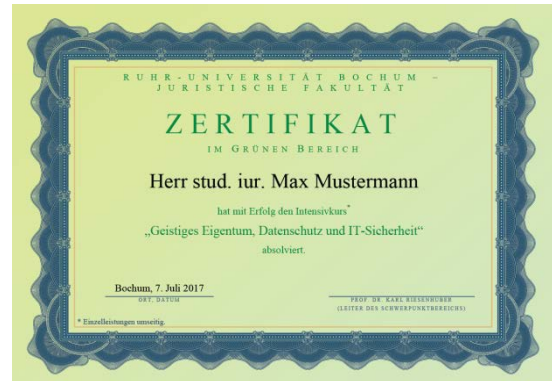 RUHR-UNIVERSITÄT BOCHUM –
JURISTISCHE FAKULTÄT
ZERTIFIKAT
IM GRÜNEN BEREICH
Herr stud. iur. Max Mustermann
hat mit Erfolg den Intensivkurs*
„Geistiges Eigentum, Datenschutz und IT-Sicherheit“
absolviert.
Bochum, 7. Juli 2017
ORT, DATUM
PROF. DR. KARL RIESENHUBER
(LEITER DES SCHWERPUNKTBEREICHS)
* Einzelleistungen umseitig.